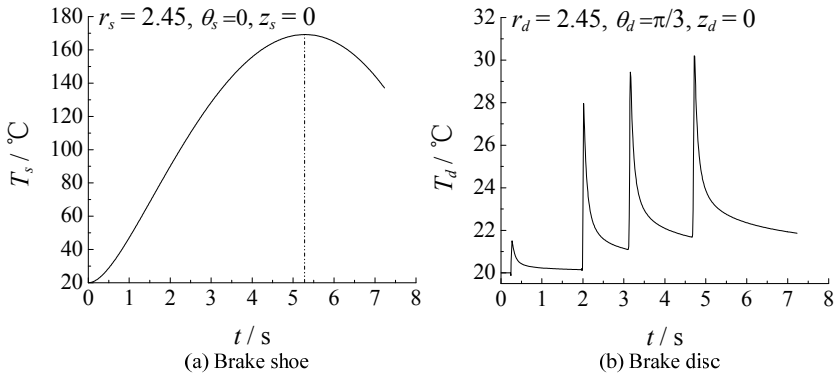 r_s = 2.45, θ_s=0, z_s = 0
180
160
140
120
100
80
60
40
20
T_s / ℃
0 1 2 3 4 5 6 7 8
t / s
(a) Brake shoe
r_d = 2.45, θ_d =π/3, z_d = 0
32
30
28
26
24
22
20
T_d / ℃
0 1 2 3 4 5 6 7 8
t / s
(b) Brake disc